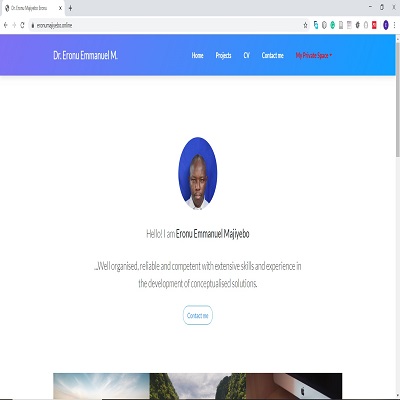 Dr. Eronu Majiyebo Eronu
eronumajiyebo.online
Dr. Eronu Emmanuel M.
Home
Projects
CV
Contact me
My Private Space
Hello! I am Eronu Emmanuel Majiyebo
...Well organised, reliable and competent with extensive skills and experience in
the development of conceptualised solutions.
Contact me